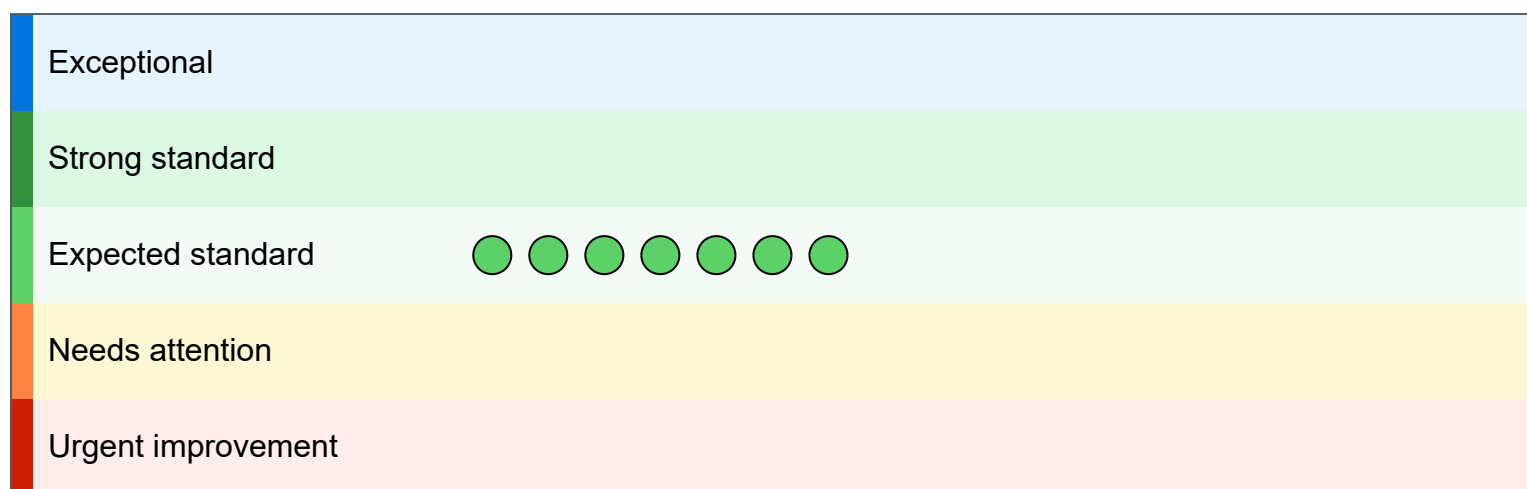 Exceptional
Strong standard
Expected standard
Needs attention
Urgent improvement